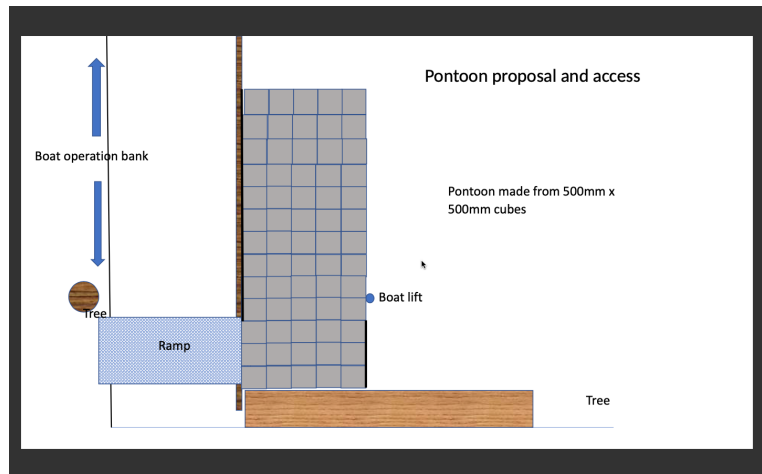 Pontoon proposal and access
Boat operation bank
Pontoon made from 500mm x
500mm cubes
Boat lift
Tree
Ramp
Tree